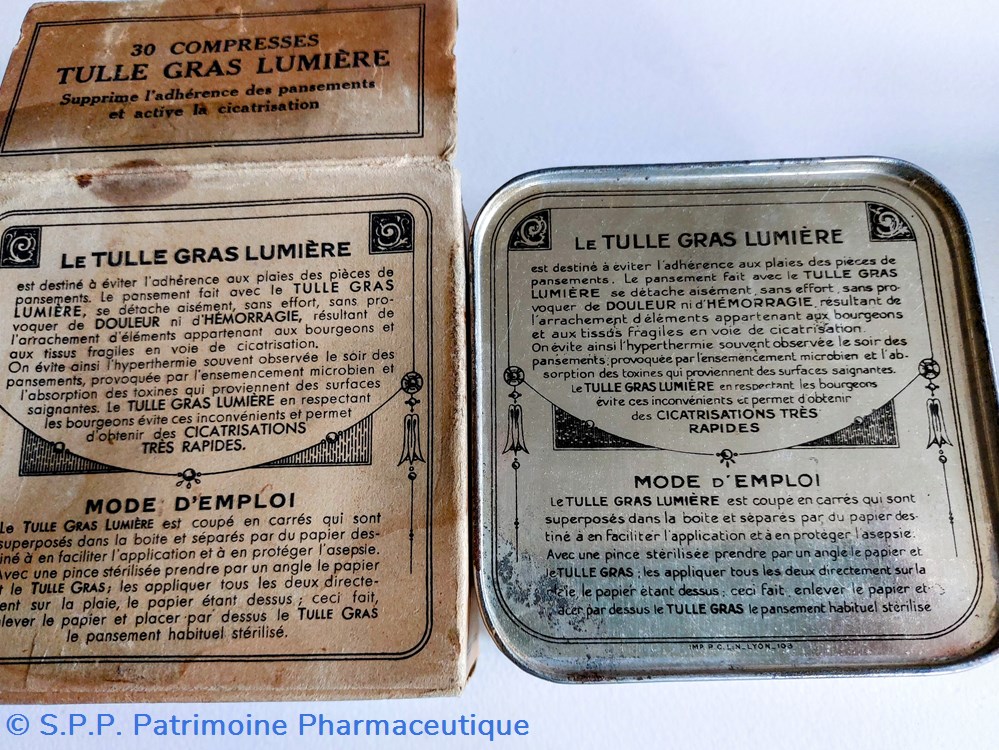 30 COMPRESSES
TULLE GRAS LUMIÈRE
Supprime l'adhérence des pansements
et active la cicatrisation
LE TULLE GRAS LUMIÈRE
est destiné à éviter l'adhérence aux plaies des pièces de
pansements. Le pansement fait avec le TULLE GRAS
LUMIÈRE, se détache aisément, sans effort, sans pro-
voquer de DOULEUR ni d'HÉMORRAGIE, résultant de
l'arrachement d'éléments appartenant aux bourgeons et
aux tissus fragiles en voie de cicatrisation.
On évite ainsi l'hyperthermie souvent observée le soir des
pansements, provoquée par l'ensemencement microbien et
l'absorption des toxines qui proviennent des surfaces
saignantes. Le TULLE GRAS LUMIÈRE en respectant
les bourgeons évite ces inconvénients et permet
d'obtenir des CICATRISATIONS
TRÈS RAPIDES.
MODE D'EMPLOI
Le TULLE GRAS LUMIÈRE est coupé en carrés qui sont
superposés dans la boite et séparés par du papier des-
tiné à en faciliter l'application et à en protéger l'asepsie.
Avec une pince stérilisée prendre par un angle le papier
et le TULLE GRAS; les appliquer tous les deux directe-
ent sur la plaie, le papier étant dessus; ceci fait,
lever le papier et placer par dessus le TULLE GRAS
le pansement habituel stérilisé.
LE TULLE GRAS LUMIÈRE
est destiné à éviter l'adhérence aux plaies des pièces de
pansements. Le pansement fait avec le TULLE GRAS
LUMIÈRE se détache aisément, sans effort, sans pro-
voquer de DOULEUR ni d'HÉMORRAGIE, résultant de
l'arrachement d'éléments appartenant aux bourgeons
et aux tissus fragiles en voie de cicatrisation.
On évite ainsi l'hyperthermie souvent observée le soir des
pansements, provoquée par l'ensemencement microbien et l'ab-
sorption des toxines qui proviennent des surfaces saignantes.
Le TULLE GRAS LUMIÈRE en respectant les bourgeons
évite ces inconvénients et permet d'obtenir
des CICATRISATIONS TRÈS
RAPIDES
MODE D'EMPLOI
Le TULLE GRAS LUMIÈRE est coupé en carrés qui sont
superposés dans la boite et séparés par du papier des-
tiné à en faciliter l'application et à en protéger l'asepsie.
Avec une pince stérilisée prendre par un angle le papier et
le TULLE GRAS; les appliquer tous les deux directement sur la
plaie, le papier étant dessus; ceci fait, enlever le papier et
placer par dessus le TULLE GRAS le pansement habituel stérilisé
© S.P.P. Patrimoine Pharmaceutique